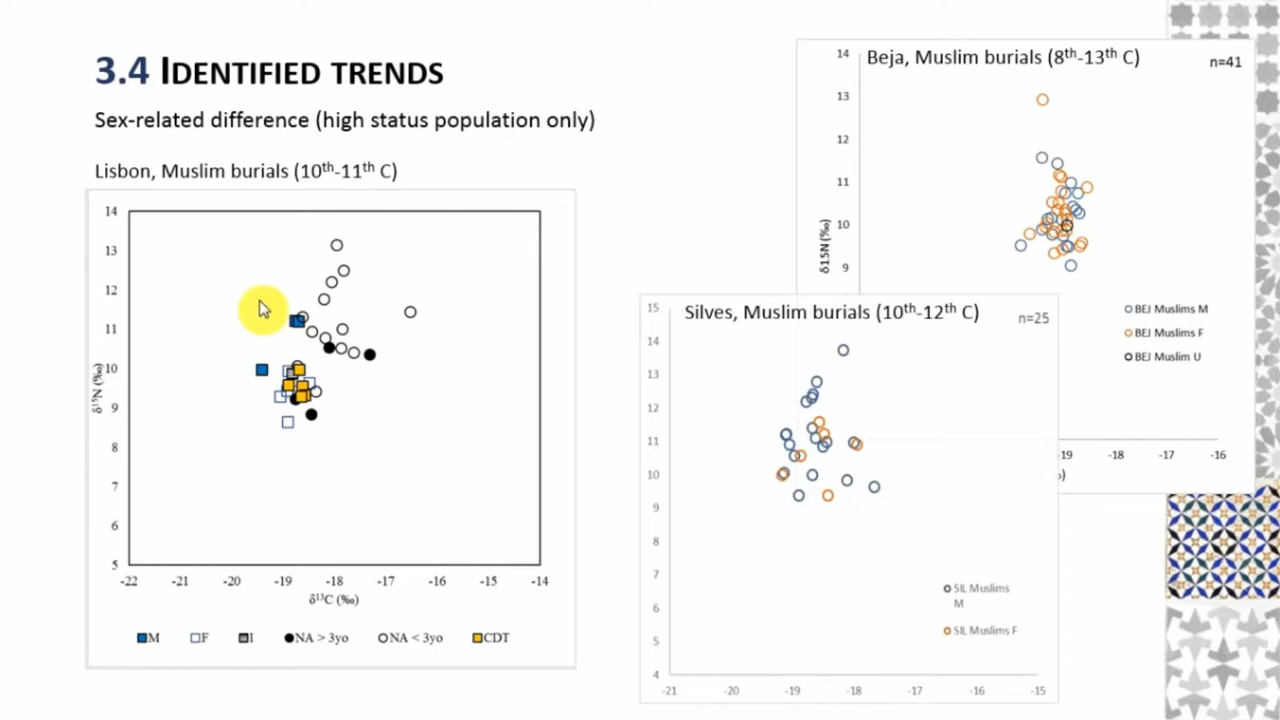 3.4 IDENTIFIED TRENDS
Sex-related difference (high status population only)
Lisbon, Muslim burials (10th-11th C)
14
13
12
11
10
9
8
7
6
5
δ¹⁵N (‰)
-22 -21 -20 -19 -18 -17 -16 -15 -14
δ¹³C (‰)
M F I NA > 3yo NA < 3yo CDT
Beja, Muslim burials (8th-13th C)
n=41
14
13
12
11
10
9
δ15N (‰)
BEJ Muslims M
BEJ Muslims F
BEJ Muslim U
-19 -18 -17 -16
Silves, Muslim burials (10th-12th C)
n=25
15
14
13
12
11
10
9
8
7
6
5
4
SIL Muslims
M
SIL Muslims F
-21 -20 -19 -18 -17 -16 -15